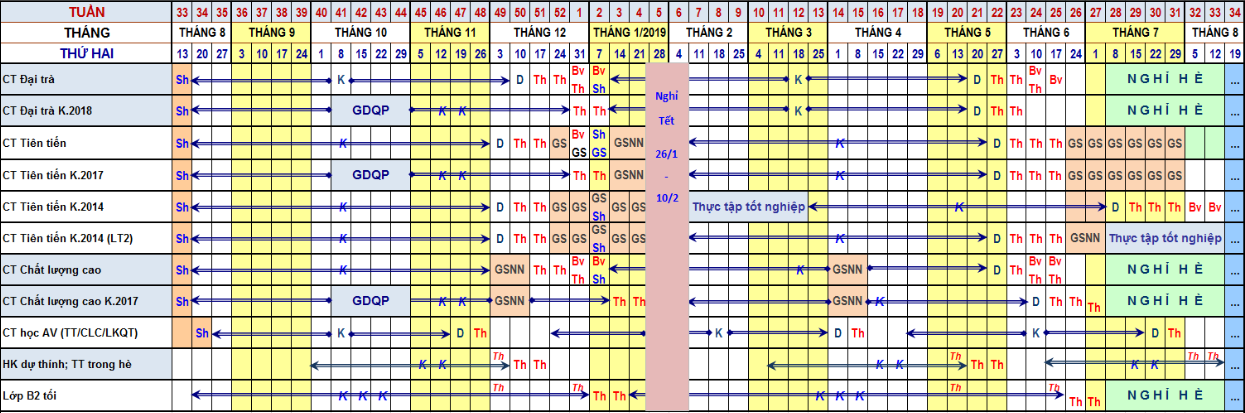 TUẦN 33 34 35 36 37 38 39 40 41 42 43 44 45 46 47 48 49 50 51 52 1 2 3 4 5 6 7 8 9 10 11 12 13 14 15 16 17 18 19 20 21 22 23 24 25 26 27 28 29 30 31 32 33 34
THÁNG THÁNG 8 THÁNG 9 THÁNG 10 THÁNG 11 THÁNG 12 THÁNG 1/2019 THÁNG 2 THÁNG 3 THÁNG 4 THÁNG 5 THÁNG 6 THÁNG 7 THÁNG 8
THỨ HAI 13 20 27 3 10 17 24 1 8 15 22 29 5 12 19 26 3 10 17 24 31 7 14 21 28 4 11 18 25 4 11 18 25 1 8 15 22 29 6 13 20 27 3 10 17 24 1 8 15 22 29 5 12 19
CT Đại trà Sh K D Th Th Bv Th Bv Sh K D Th Th Bv Th Bv NGHỈ HÈ ...
CT Đại trà K.2018 Sh GDQP K K Th Th K D Th Th NGHỈ HÈ ...
CT Tiên tiến Sh K D Th Th GS Bv GS Sh GS GSNN K D Th Th Th GS GS GS GS GS GS ...
CT Tiên tiến K.2017 Sh GDQP K K Th Th GSNN K D Th Th Th GS GS GS GS GS GS ...
CT Tiên tiến K.2014 Sh K D Th Th GS GS GS Sh GS GS Thực tập tốt nghiệp K D Th Th Th Bv Bv ...
CT Tiên tiến K.2014 (LT2) Sh K D Th Th GS GS GS Sh GS GS K D Th Th Th GSNN Thực tập tốt nghiệp ...
CT Chất lượng cao Sh K GSNN Th Th Bv Th Bv Sh K GSNN D Th Bv Th Bv Th NGHỈ HÈ ...
CT Chất lượng cao K.2017 Sh GDQP K K GSNN Th Th GSNN K D Th Th Th NGHỈ HÈ ...
CT học AV (TT/CLC/LKQT) Sh K D Th K D Th K D Th ...
HK dự thính; TT trong hè K K Th Th Th K K Th Th Th K K Th Th ...
Lớp B2 tối K K K Th Th Th Th K K K Th Th Th Th NGHỈ HÈ ...
Nghỉ
Tết
26/1
-
10/2